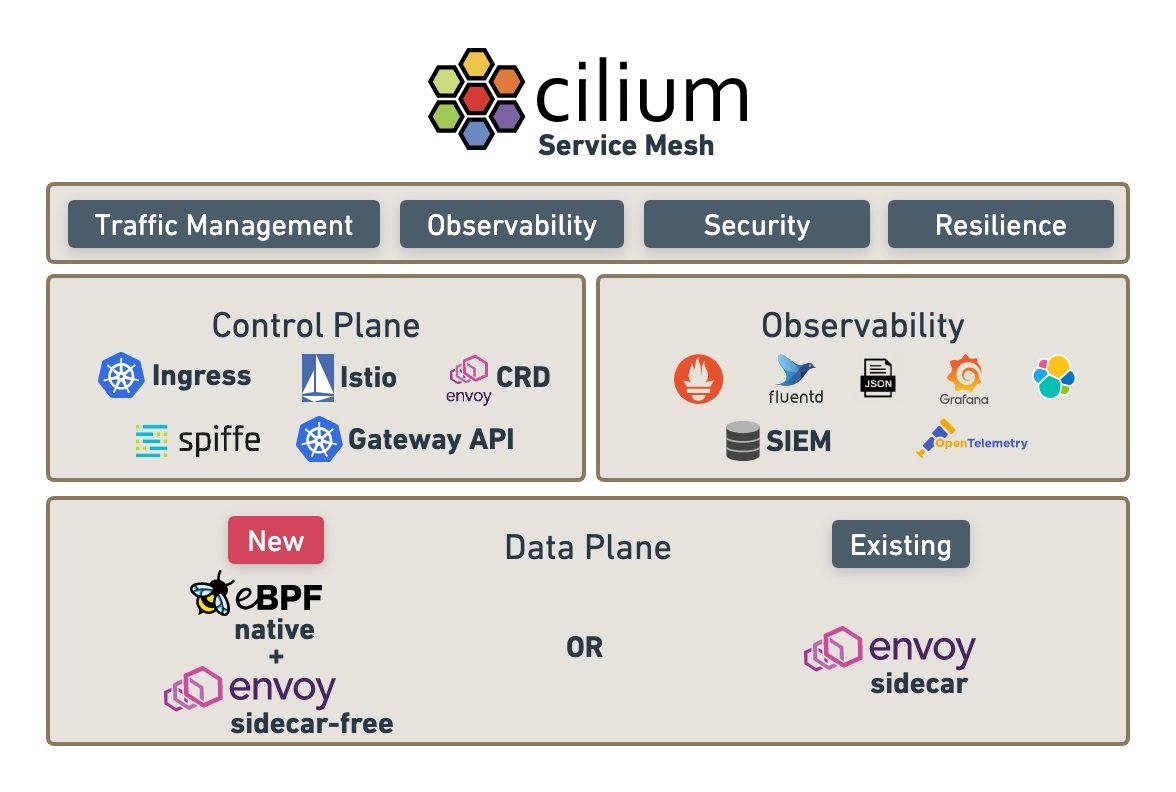 cilium
Service Mesh
Traffic Management Observability Security Resilience
Control Plane
Ingress Istio envoy CRD
spiffe Gateway API
Observability
fluentd JSON Grafana
SIEM OpenTelemetry
New
Data Plane
Existing
eBPF
native
+
envoy
sidecar-free
OR
envoy
sidecar